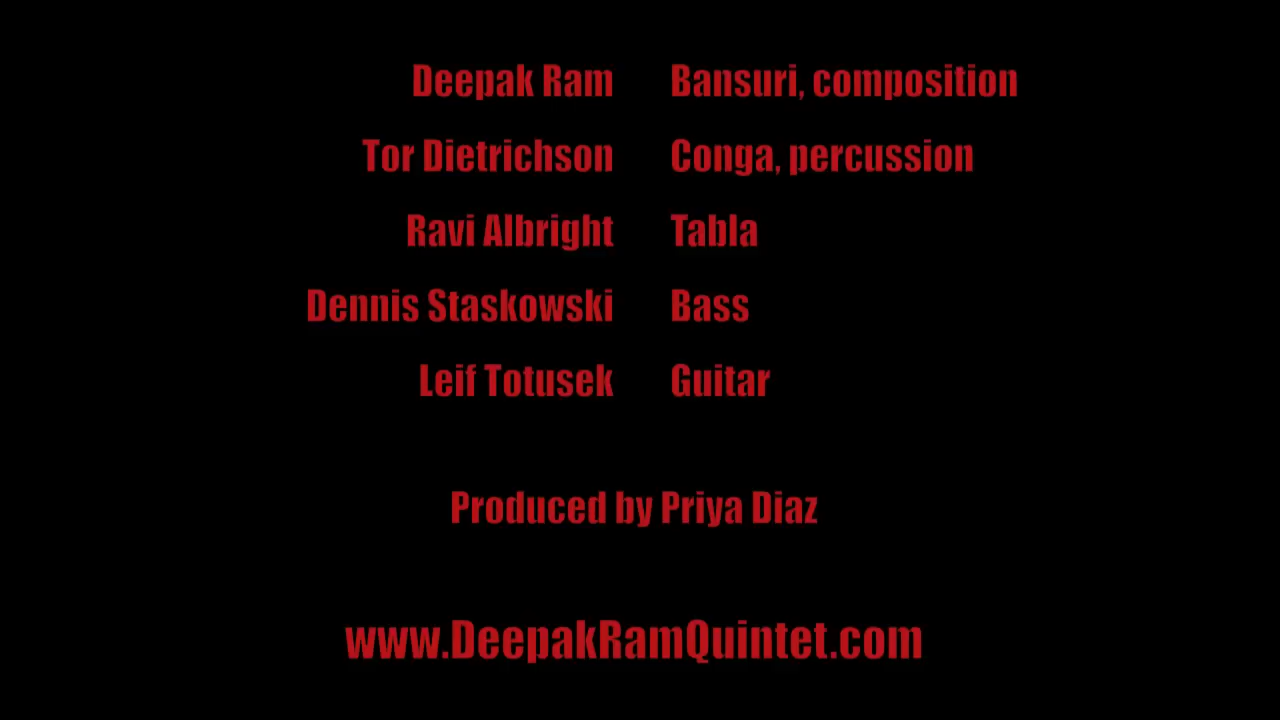 Deepak Ram Bansuri, composition
Tor Dietrichson Conga, percussion
Ravi Albright Tabla
Dennis Staskowski Bass
Leif Totusek Guitar
Produced by Priya Diaz
www.DeepakRamQuintet.com